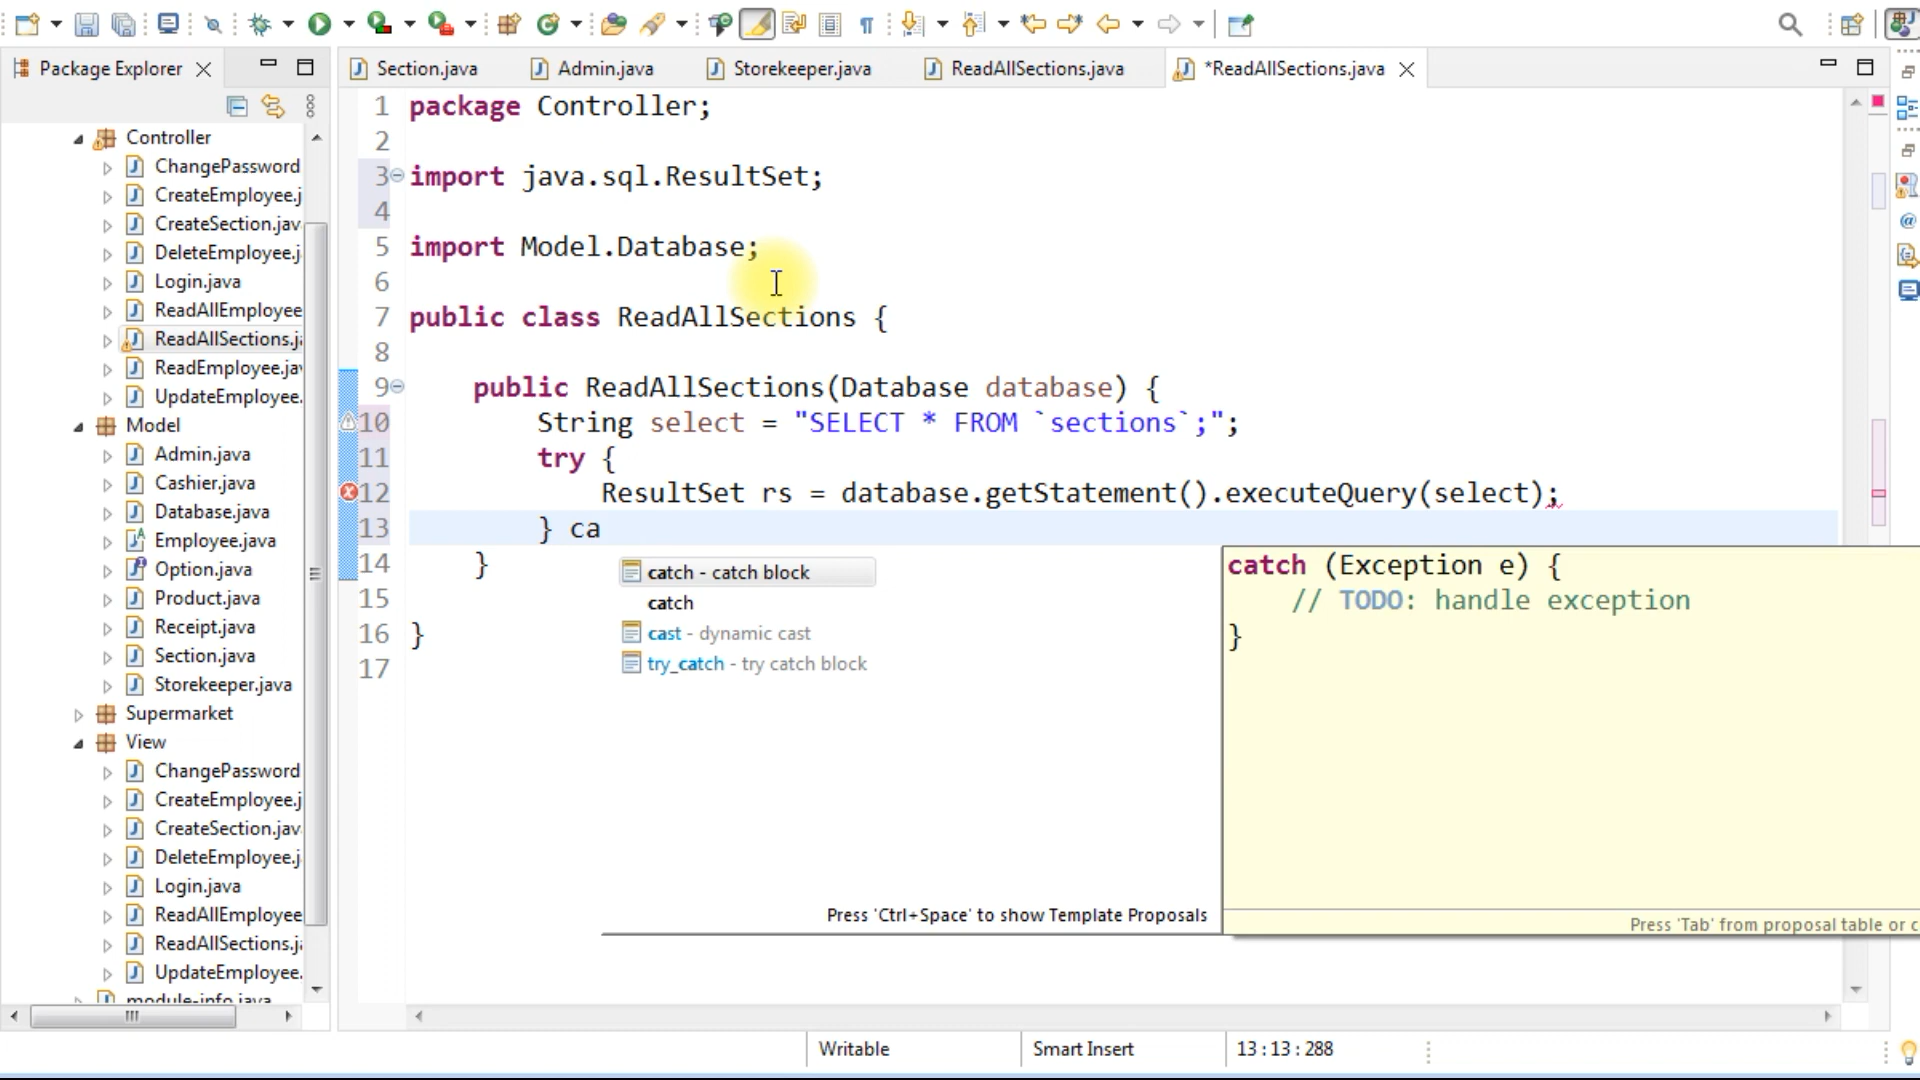 Package Explorer
Section.java
Admin.java
Storekeeper.java
ReadAllSections.java
*ReadAllSections.java
Controller
ChangePassword
CreateEmployee.j
CreateSection.jav
DeleteEmployee.j
Login.java
ReadAllEmployee
ReadAllSections.j
ReadEmployee.jav
UpdateEmployee.
Model
Admin.java
Cashier.java
Database.java
Employee.java
Option.java
Product.java
Receipt.java
Section.java
Storekeeper.java
Supermarket
View
ChangePassword
CreateEmployee.j
CreateSection.jav
DeleteEmployee.j
Login.java
ReadAllEmployee
ReadAllSections.j
UpdateEmployee.
module-info.java
1 package Controller;
2
3 import java.sql.ResultSet;
4
5 import Model.Database;
6
7 public class ReadAllSections {
8
9 public ReadAllSections(Database database) {
10 String select = "SELECT * FROM `sections`;";
11 try {
12 ResultSet rs = database.getStatement().executeQuery(select);
13 } ca
14 }
15
16 }
17
catch - catch block
catch
cast - dynamic cast
try_catch - try catch block
Press 'Ctrl+Space' to show Template Proposals
catch (Exception e) {
// TODO: handle exception
}
Press 'Tab' from proposal table or c
Writable
Smart Insert
13 : 13 : 288